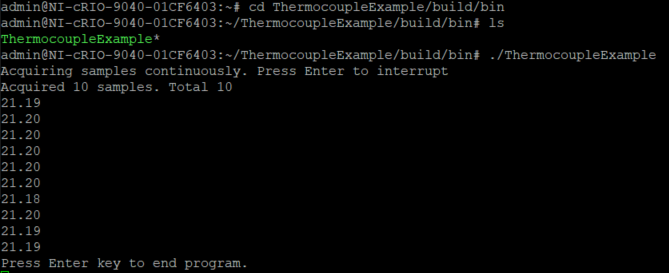 admin@NI-cRIO-9040-01CF6403:~# cd ThermocoupleExample/build/bin
admin@NI-cRIO-9040-01CF6403:~/ThermocoupleExample/build/bin# ls
ThermocoupleExample*
admin@NI-cRIO-9040-01CF6403:~/ThermocoupleExample/build/bin# ./ThermocoupleExample
Acquiring samples continuously. Press Enter to interrupt
Acquired 10 samples. Total 10
21.19
21.20
21.20
21.20
21.20
21.20
21.18
21.20
21.19
21.19
Press Enter key to end program.